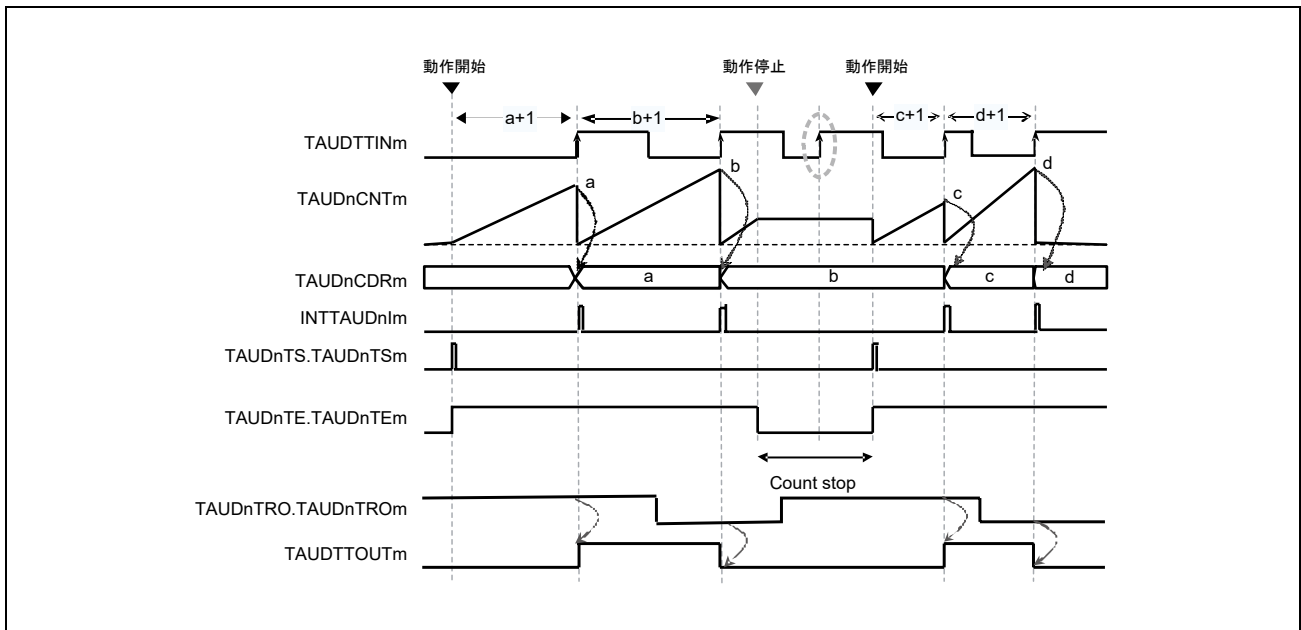 動作開始 動作停止 動作開始
a+1 b+1 c+1 d+1
TAUDTTINm
a b c d
TAUDnCNTm
TAUDnCDRm a b c d
INTTAUDnIm
TAUDnTS.TAUDnTSm
TAUDnTE.TAUDnTEm
Count stop
TAUDnTRO.TAUDnTROm
TAUDTTOUTm